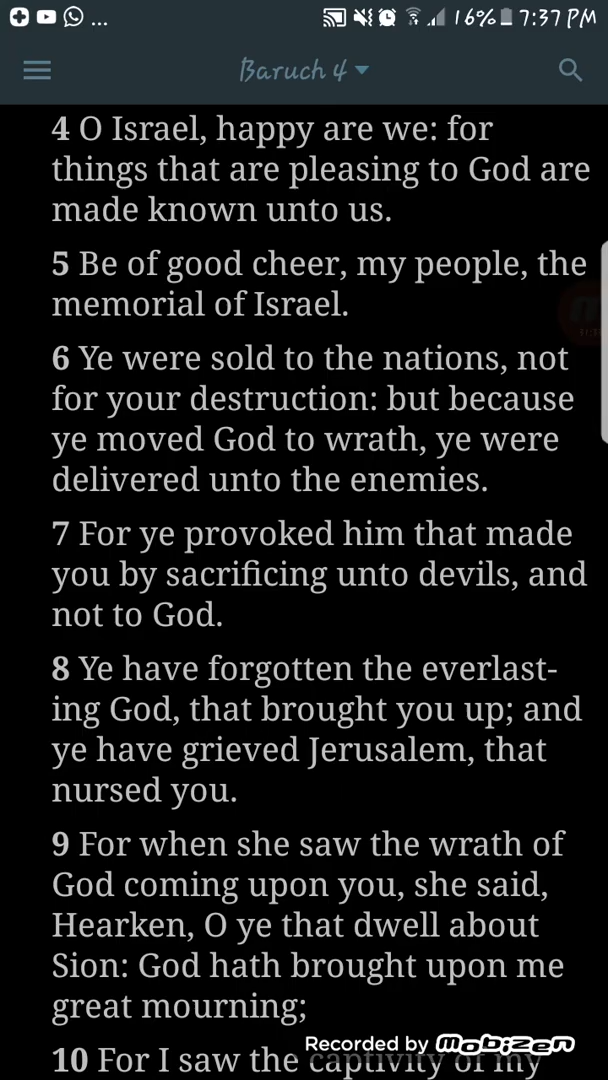 ... 16% 7:37 PM
Baruch 4
4 O Israel, happy are we: for
things that are pleasing to God are
made known unto us.
5 Be of good cheer, my people, the
memorial of Israel.
6 Ye were sold to the nations, not
for your destruction: but because
ye moved God to wrath, ye were
delivered unto the enemies.
7 For ye provoked him that made
you by sacrificing unto devils, and
not to God.
8 Ye have forgotten the everlast-
ing God, that brought you up; and
ye have grieved Jerusalem, that
nursed you.
9 For when she saw the wrath of
God coming upon you, she said,
Hearken, O ye that dwell about
Sion: God hath brought upon me
great mourning;
Recorded by Mobizen
10 For I saw the captivity of my